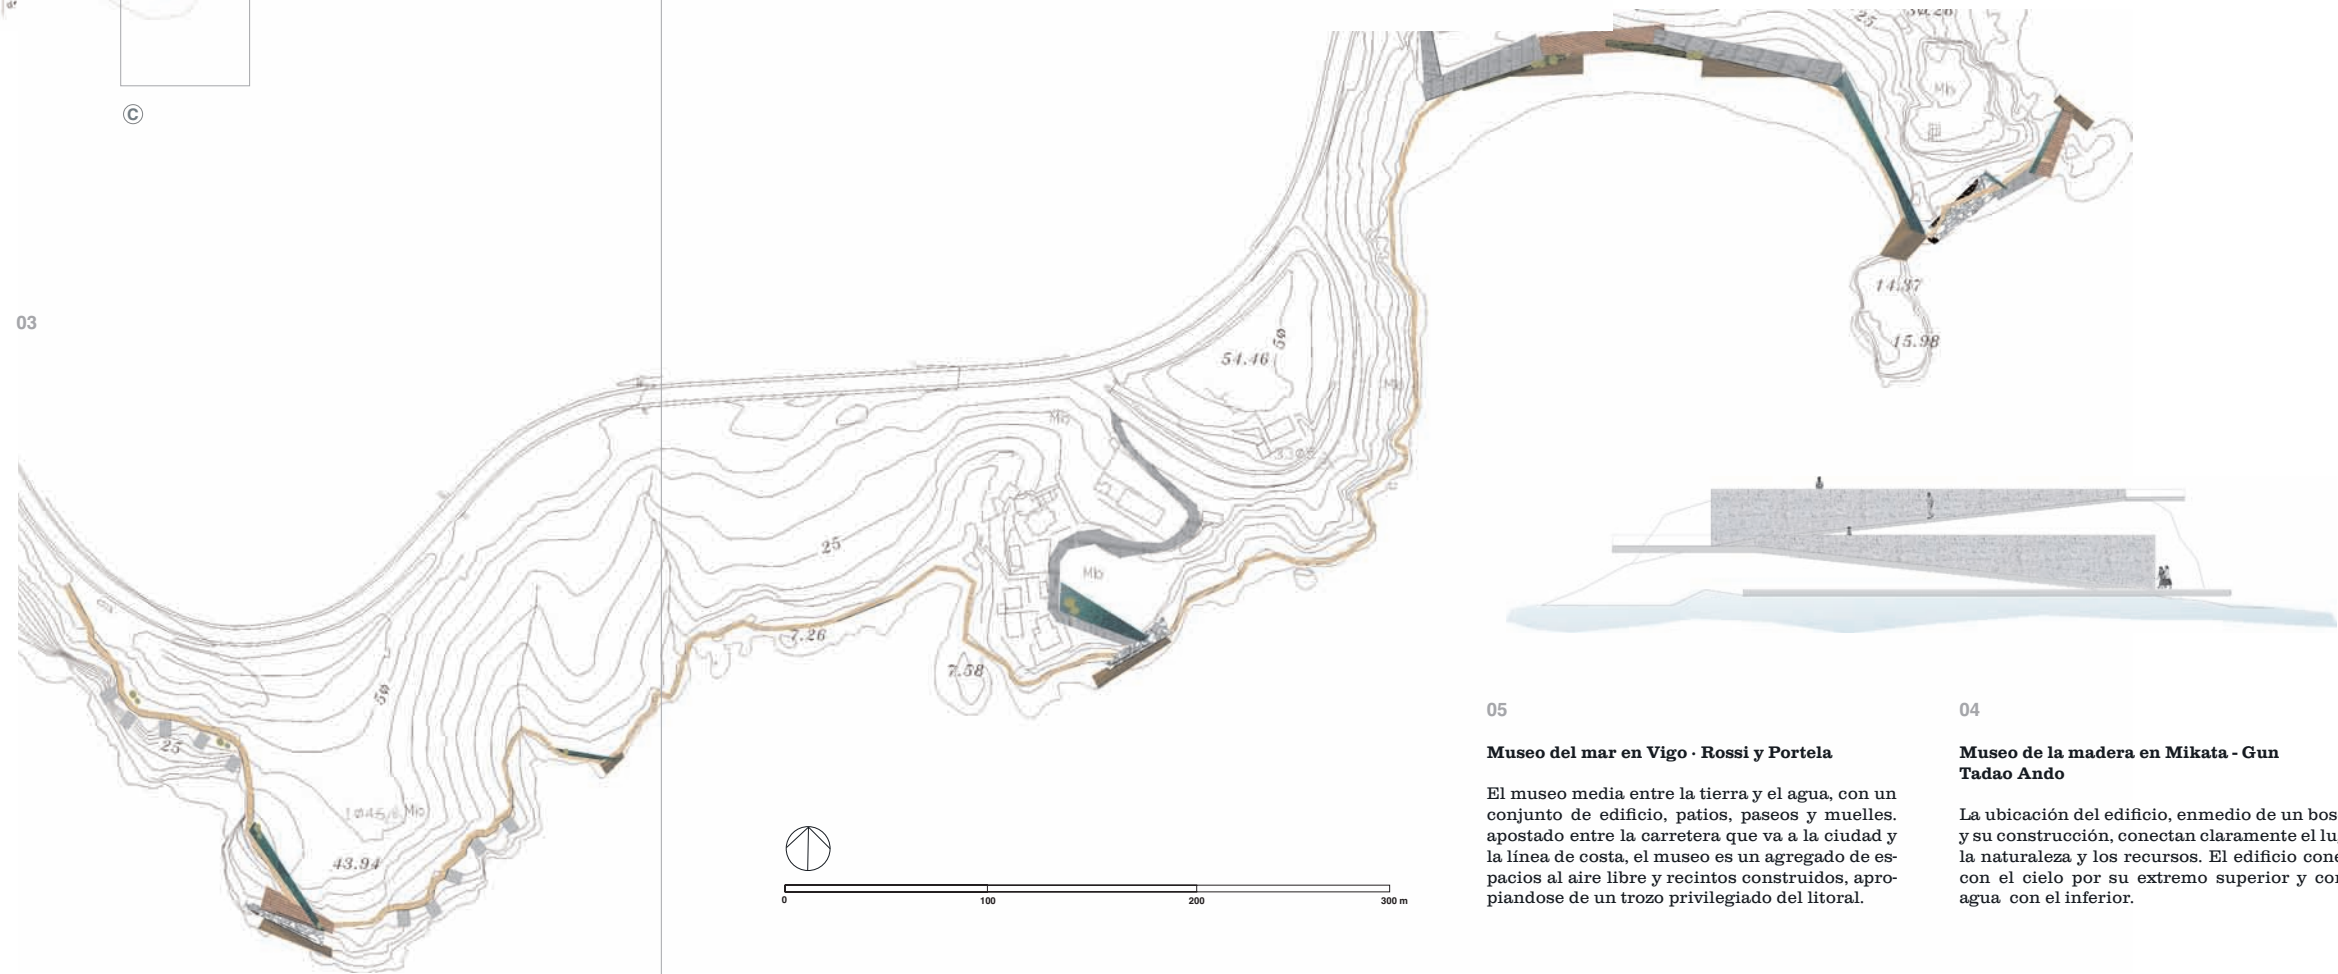 C
03
25
Mb
14.37
15.98
50
54.46
Mb
Mb
25
Mb
7.26
7.58
50
25
43.94
0
100
200
300 m
05
Museo del mar en Vigo · Rossi y Portela
El museo media entre la tierra y el agua, con un
conjunto de edificio, patios, paseos y muelles.
apostado entre la carretera que va a la ciudad y
la línea de costa, el museo es un agregado de es-
pacios al aire libre y recintos construidos, apro-
piandose de un trozo privilegiado del litoral.
04
Museo de la madera en Mikata - Gun
Tadao Ando
La ubicación del edificio, enmedio de un bos
y su construcción, conectan claramente el lu
la naturaleza y los recursos. El edificio cone
con el cielo por su extremo superior y con
agua con el inferior.